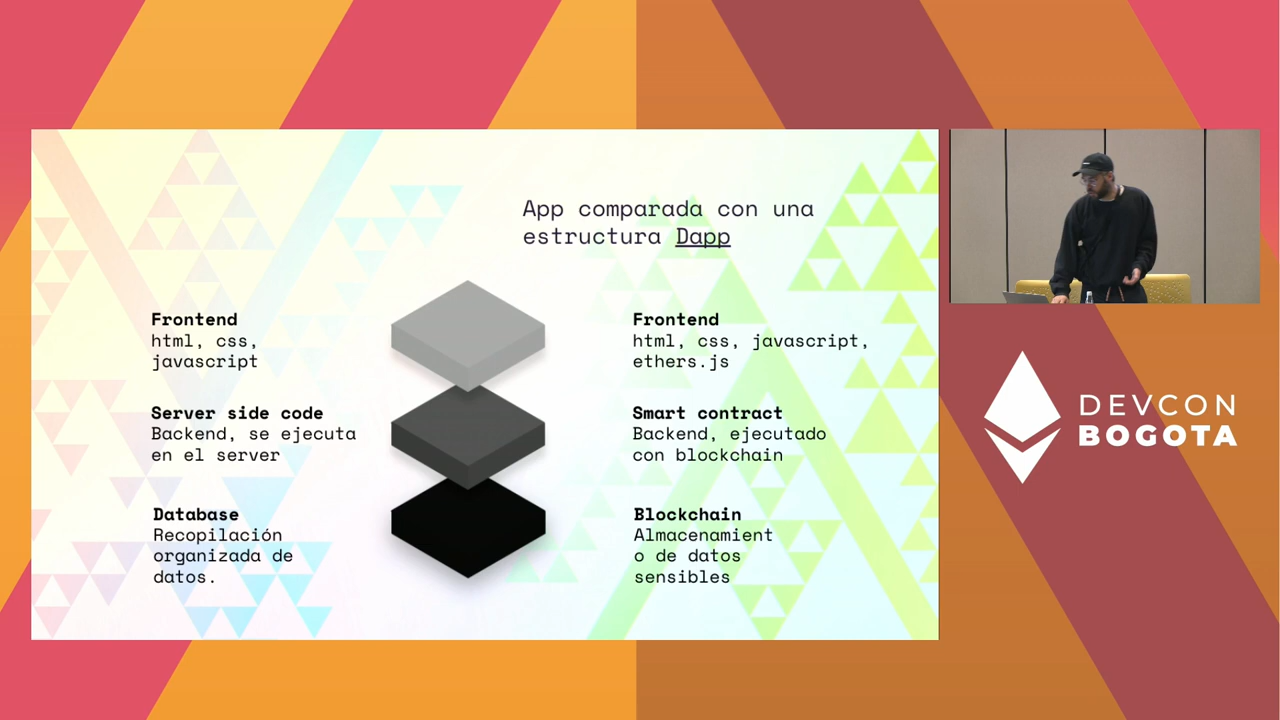 App comparada con una
estructura Dapp
Frontend
html, css,
javascript
Server side code
Backend, se ejecuta
en el server
Database
Recopilación
organizada de
datos.
Frontend
html, css, javascript,
ethers.js
Smart contract
Backend, ejecutado
con blockchain
Blockchain
Almacenamient
o de datos
sensibles
DEVCON
BOGOTA